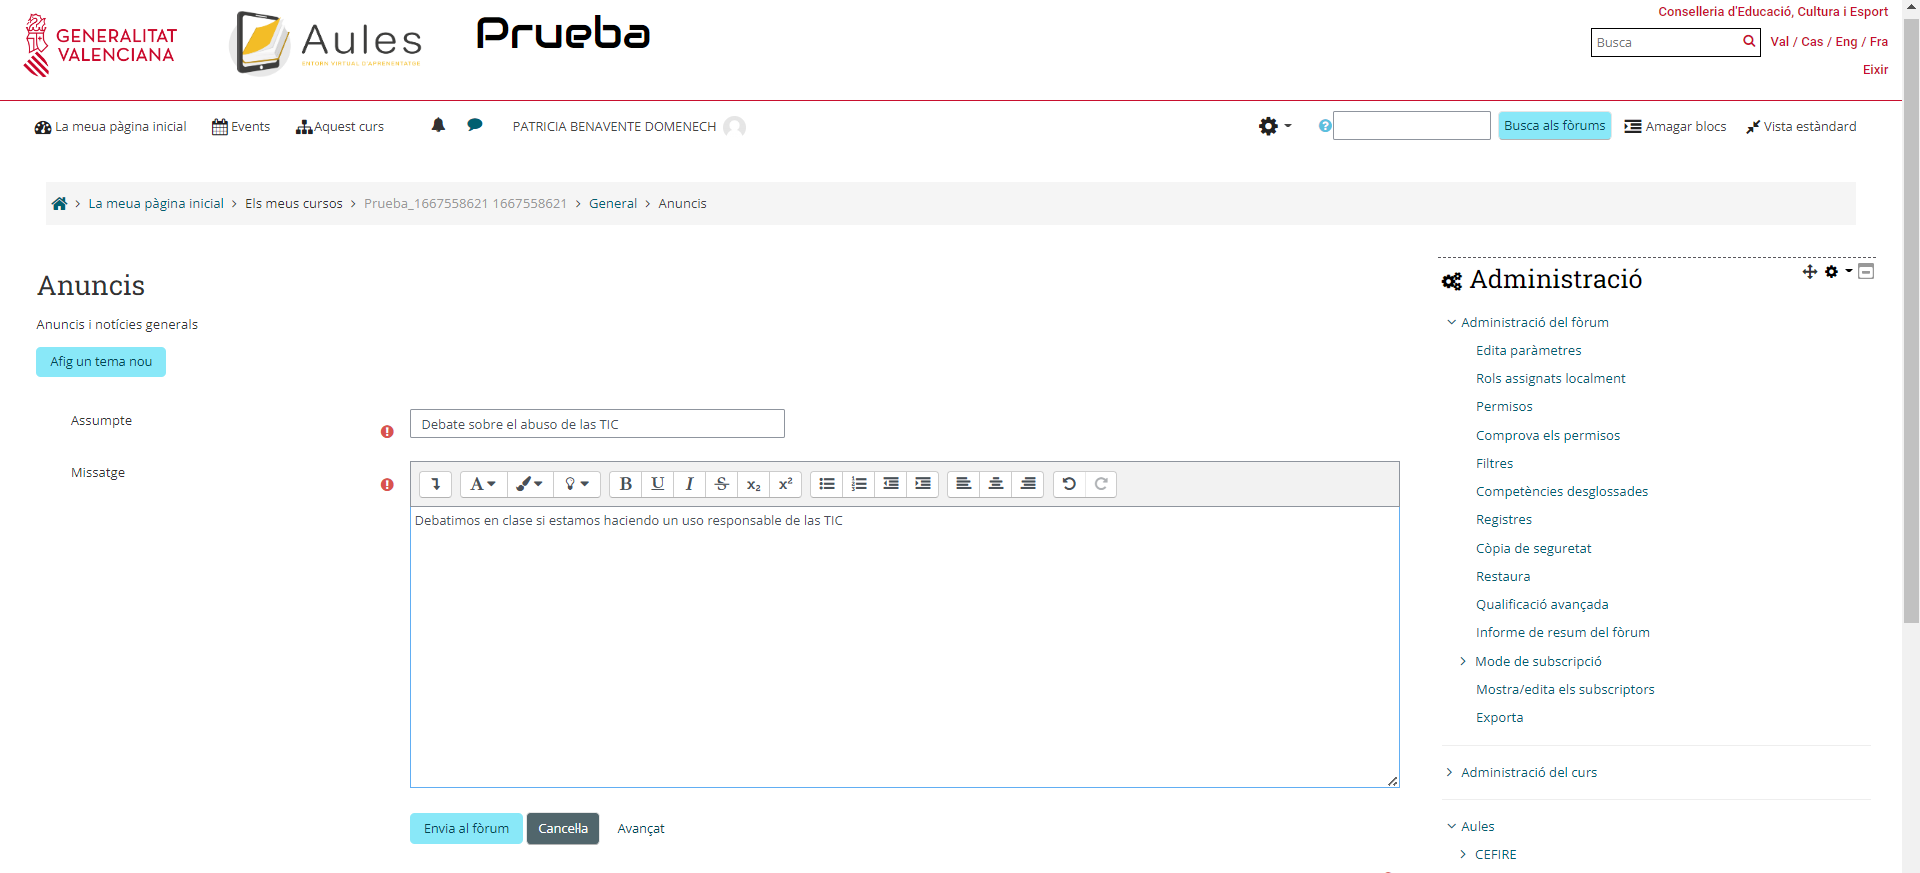 GENERALITAT
VALENCIANA
Aules
ENTORN VIRTUAL D'APRENENTATGE
Prueba
Conselleria d'Educació, Cultura i Esport
Busca
Val / Cas / Eng / Fra
Eixir
La meua pàgina inicial
Events
Aquest curs
PATRICIA BENAVENTE DOMENECH
Busca als fòrums
Amagar blocs
Vista estàndard
La meua pàgina inicial > Els meus cursos > Prueba_1667558621 1667558621 > General > Anuncis
Anuncis
Anuncis i notícies generals
Afig un tema nou
Assumpte
Debate sobre el abuso de las TIC
Missatge
A B U I S x₂ x²
Debatimos en clase si estamos haciendo un uso responsable de las TIC
Envia al fòrum
Cancel·la
Avançat
Administració
Administració del fòrum
Edita paràmetres
Rols assignats localment
Permisos
Comprova els permisos
Filtres
Competències desglossades
Registres
Còpia de seguretat
Restaura
Qualificació avançada
Informe de resum del fòrum
Mode de subscripció
Mostra/edita els subscriptors
Exporta
Administració del curs
Aules
CEFIRE